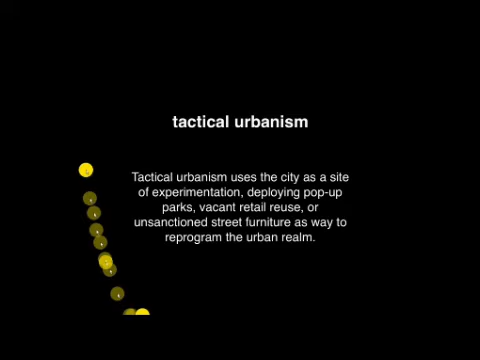 tactical urbanism
Tactical urbanism uses the city as a site
of experimentation, deploying pop-up
parks, vacant retail reuse, or
unsanctioned street furniture as way to
reprogram the urban realm.